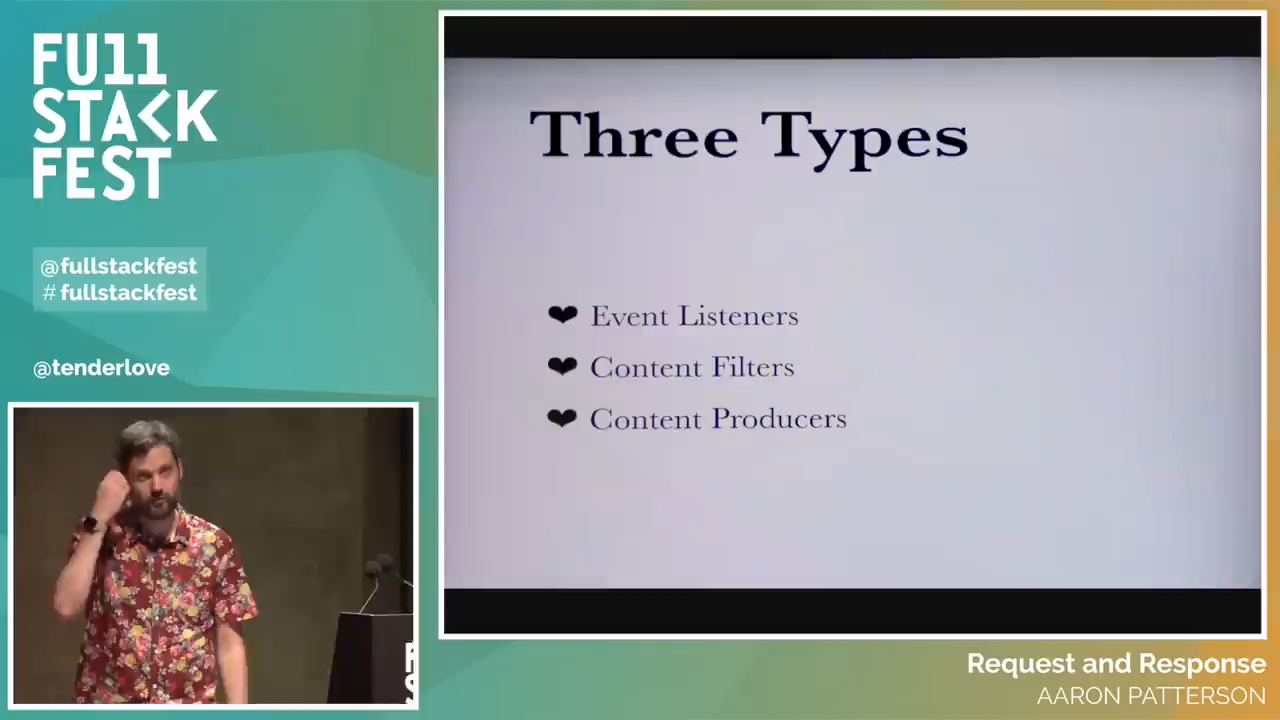 FU11
STACK
FEST
@fullstackfest
# fullstackfest
@tenderlove
Three Types
❤ Event Listeners
❤ Content Filters
❤ Content Producers
Request and Response
AARON PATTERSON